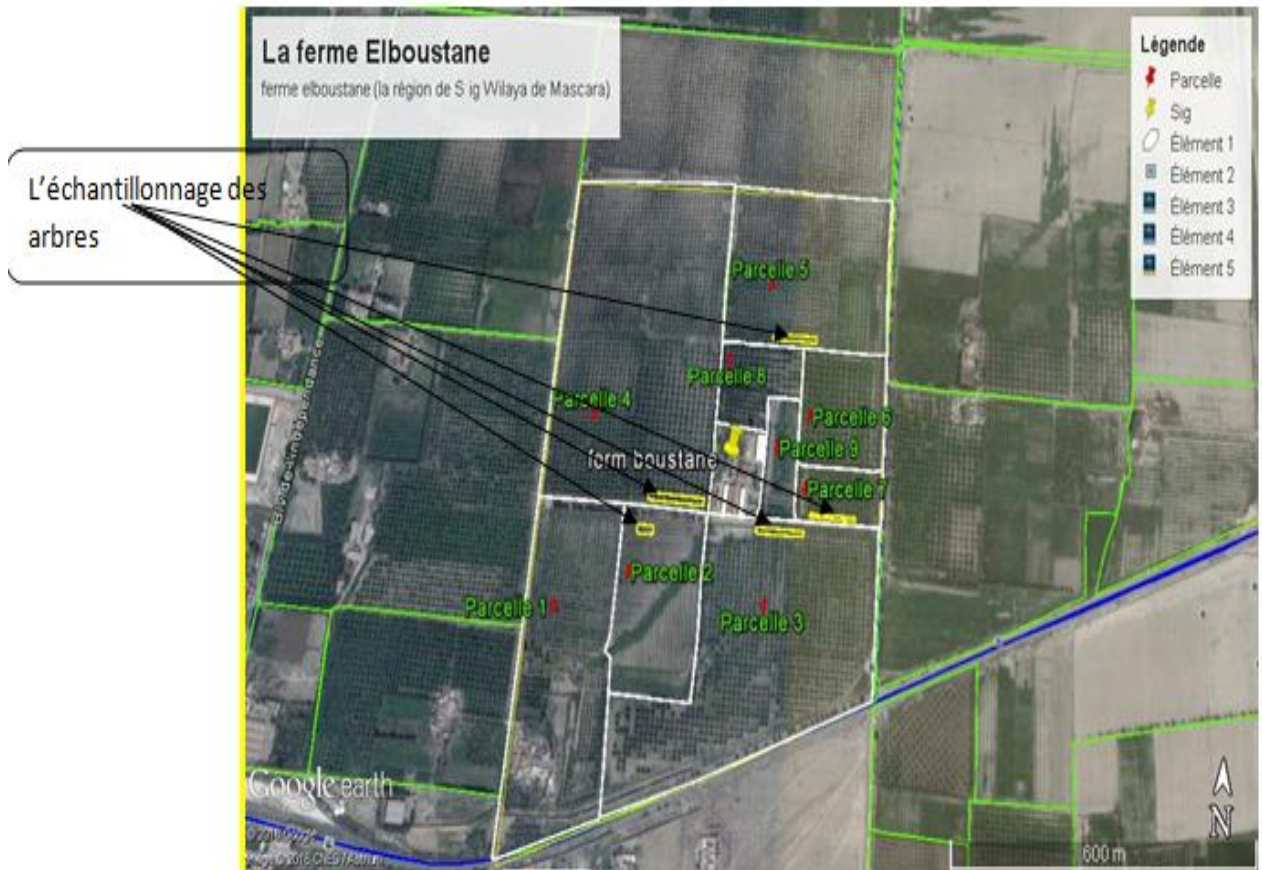 La ferme Elboustane
ferme elboustane (la région de S ig Wilaya de Mascara)
Légende
Parcelle
Sig
Élément 1
Élément 2
Élément 3
Élément 4
Élément 5
L'échantillonnage des
arbres
Parcelle 5
Parcelle 8
Parcelle 4
Parcelle 6
Parcelle 9
ferm boustane
Parcelle 7
Parcelle 2
Parcelle 1
Parcelle 3
Google earth
N
600 m